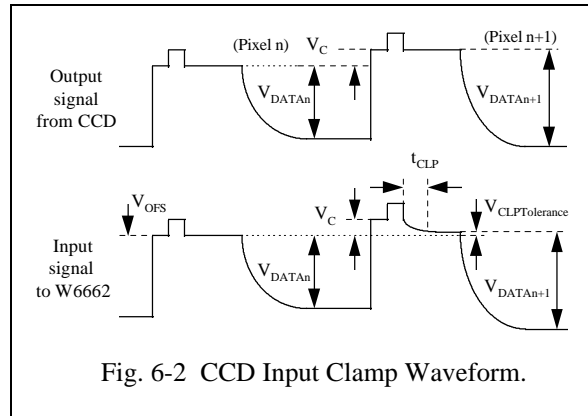 (Pixel n)
V_C
(Pixel n+1)
Output
signal
from CCD
V_DATAn
V_DATAn+1
t_CLP
V_OFS
V_C
V_CLPTolerance
Input
signal
to W6662
V_DATAn
V_DATAn+1
Fig. 6-2 CCD Input Clamp Waveform.